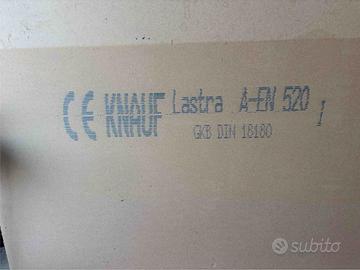 CE KNAUF Lastra A-EN 520
GKB DIN 18180
subito